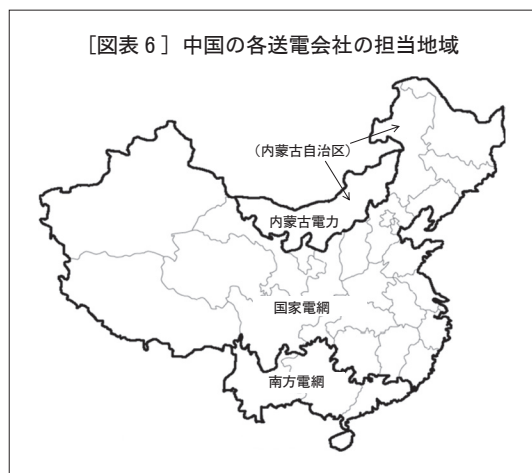 ［図表６］中国の各送電会社の担当地域
（内蒙古自治区）
内蒙古電力
国家電網
南方電網